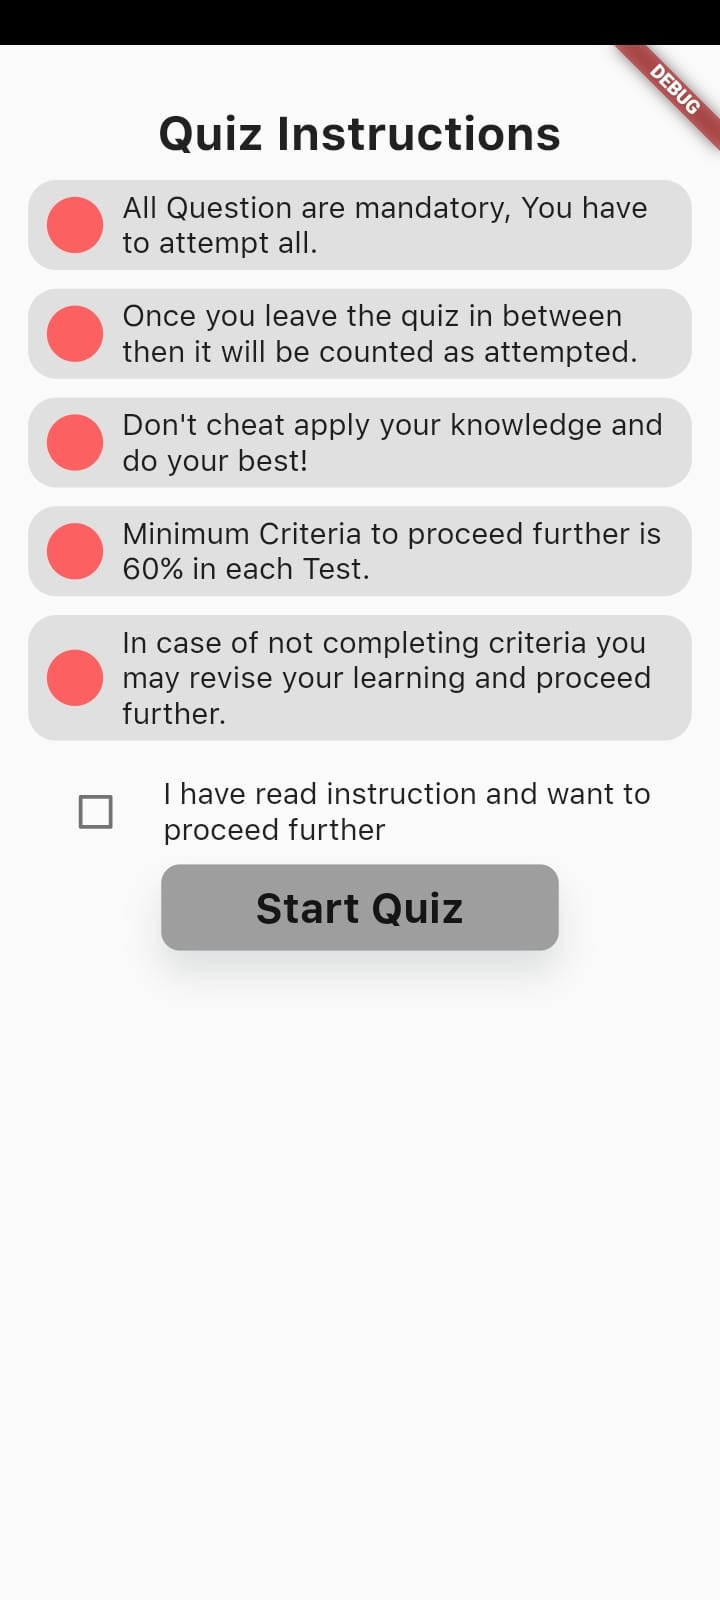 DEBUG
Quiz Instructions
All Question are mandatory, You have
to attempt all.
Once you leave the quiz in between
then it will be counted as attempted.
Don't cheat apply your knowledge and
do your best!
Minimum Criteria to proceed further is
60% in each Test.
In case of not completing criteria you
may revise your learning and proceed
further.
I have read instruction and want to
proceed further
Start Quiz